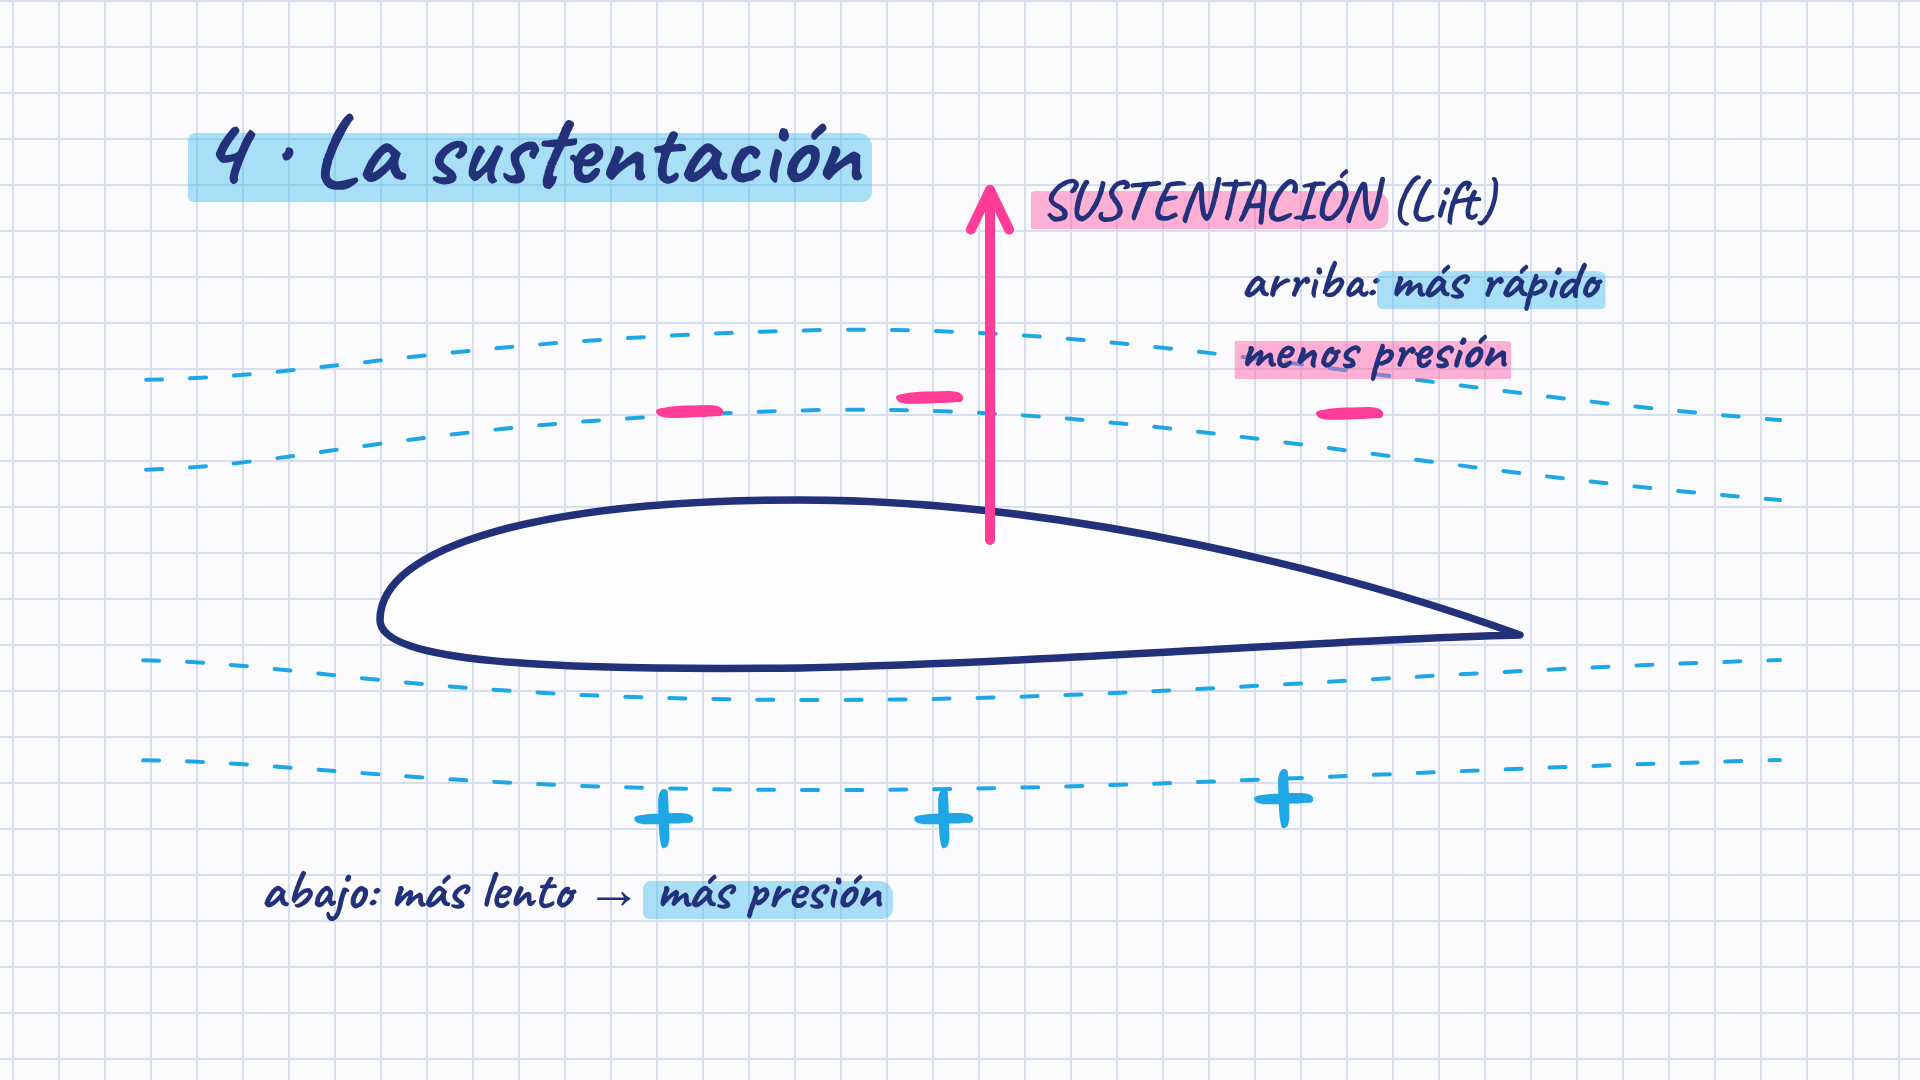 4 · La sustentación
SUSTENTACIÓN (Lift)
arriba: más rápido
menos presión
abajo: más lento → más presión